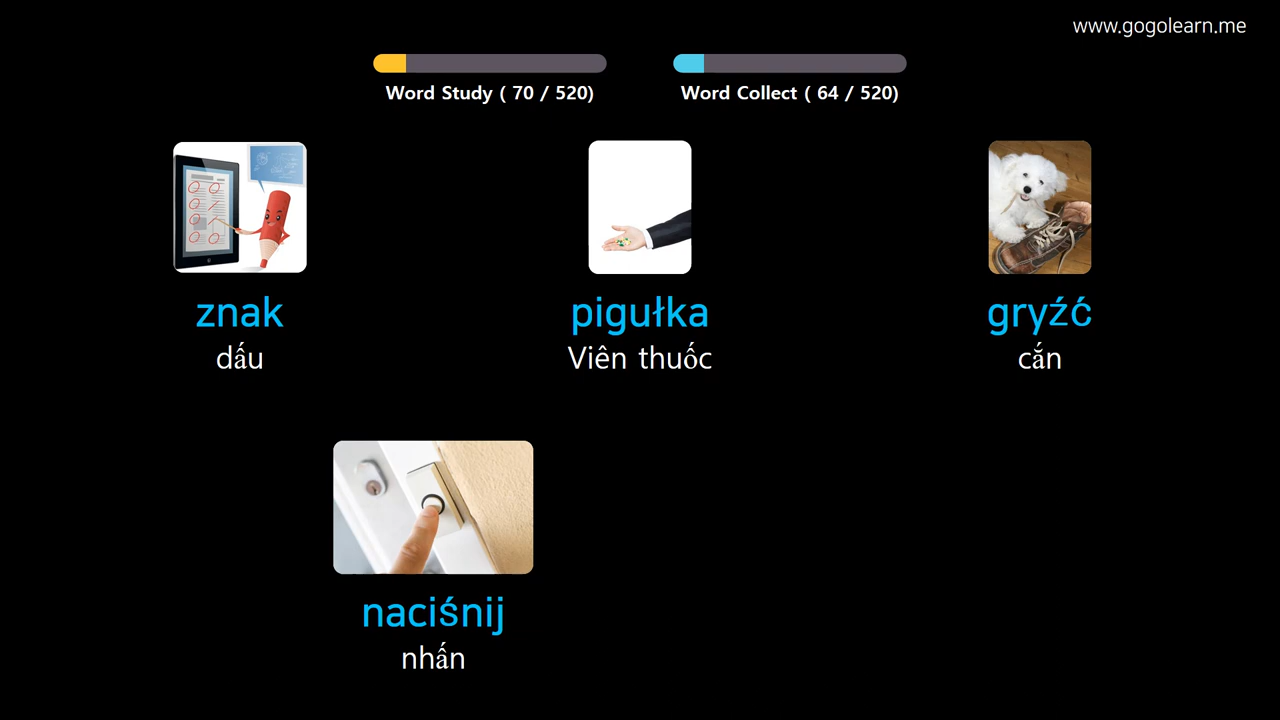 www.gogolearn.me
Word Study ( 70 / 520)
Word Collect ( 64 / 520)
znak
dấu
pigułka
Viên thuốc
gryźć
cắn
naciśnij
nhấn